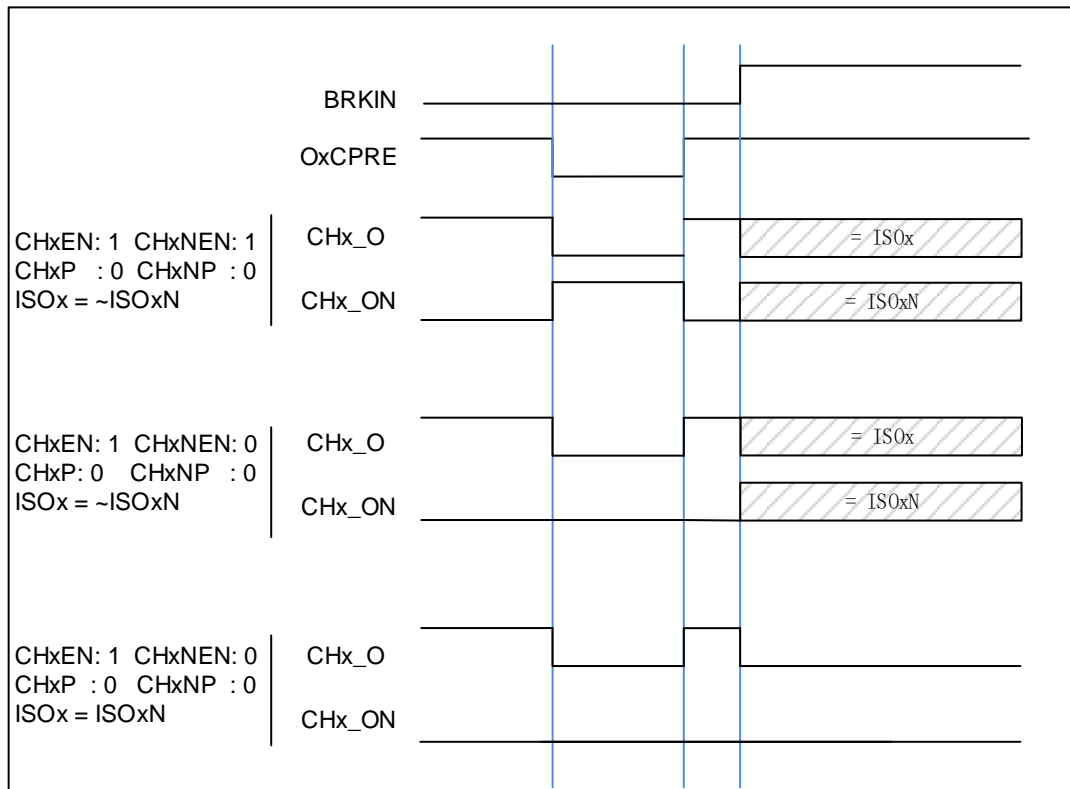 BRKIN
OxCPRE
CHxEN: 1 CHxNEN: 1
CHxP : 0 CHxNP : 0
ISOx = ~ISOxN
CHx_O
= ISOx
CHx_ON
= ISOxN
CHxEN: 1 CHxNEN: 0
CHxP: 0 CHxNP : 0
ISOx = ~ISOxN
CHx_O
= ISOx
CHx_ON
= ISOxN
CHxEN: 1 CHxNEN: 0
CHxP : 0 CHxNP : 0
ISOx = ISOxN
CHx_O
CHx_ON